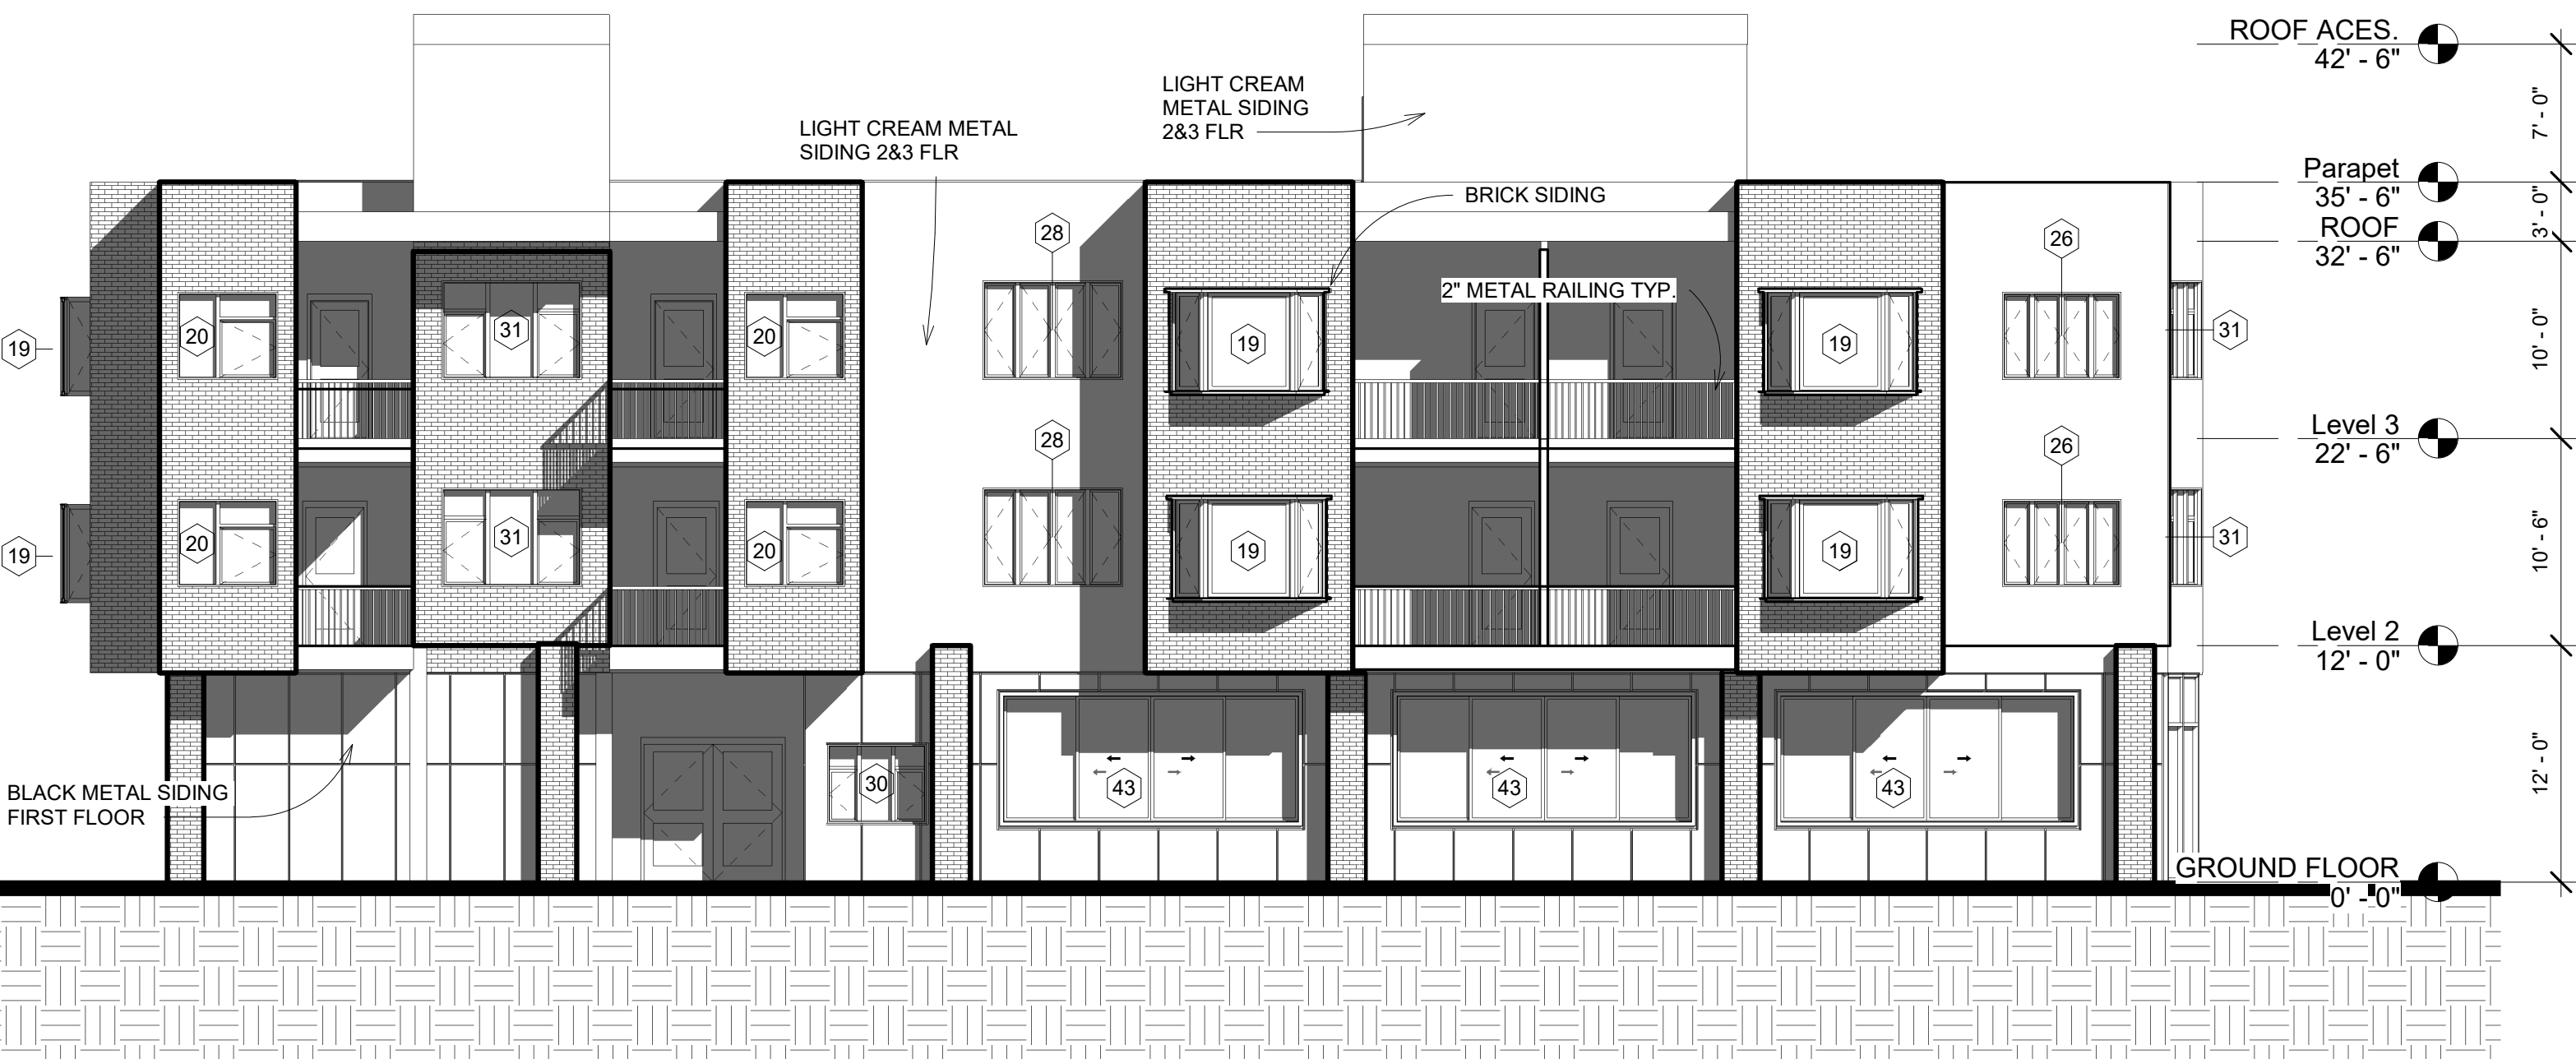 ROOF ACES.
42' - 6"
7' - 0"
LIGHT CREAM
METAL SIDING
2&3 FLR
LIGHT CREAM METAL
SIDING 2&3 FLR
Parapet
35' - 6"
3' - 0"
BRICK SIDING
ROOF
32' - 6"
28
26
2" METAL RAILING TYP.
10' - 0"
19
20
31
20
19
19
31
Level 3
22' - 6"
28
26
10' - 6"
19
20
31
20
19
19
31
Level 2
12' - 0"
12' - 0"
BLACK METAL SIDING
FIRST FLOOR
30
43
43
43
GROUND FLOOR
0' - 0"